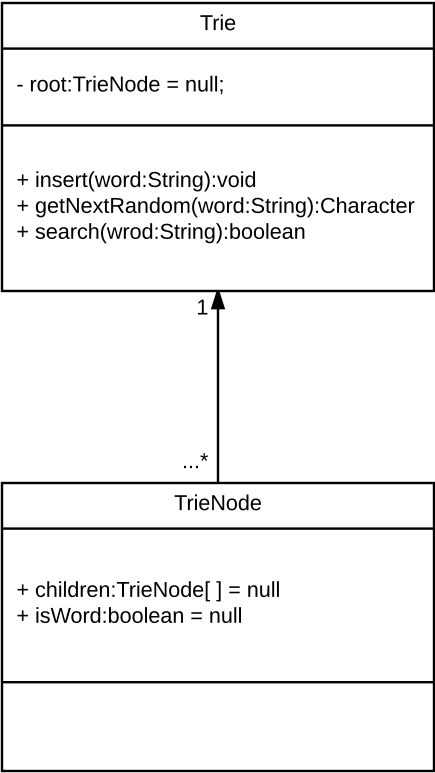 Trie
- root:TrieNode = null;
+ insert(word:String):void
+ getNextRandom(word:String):Character
+ search(wrod:String):boolean
1
...*
TrieNode
+ children:TrieNode[ ] = null
+ isWord:boolean = null